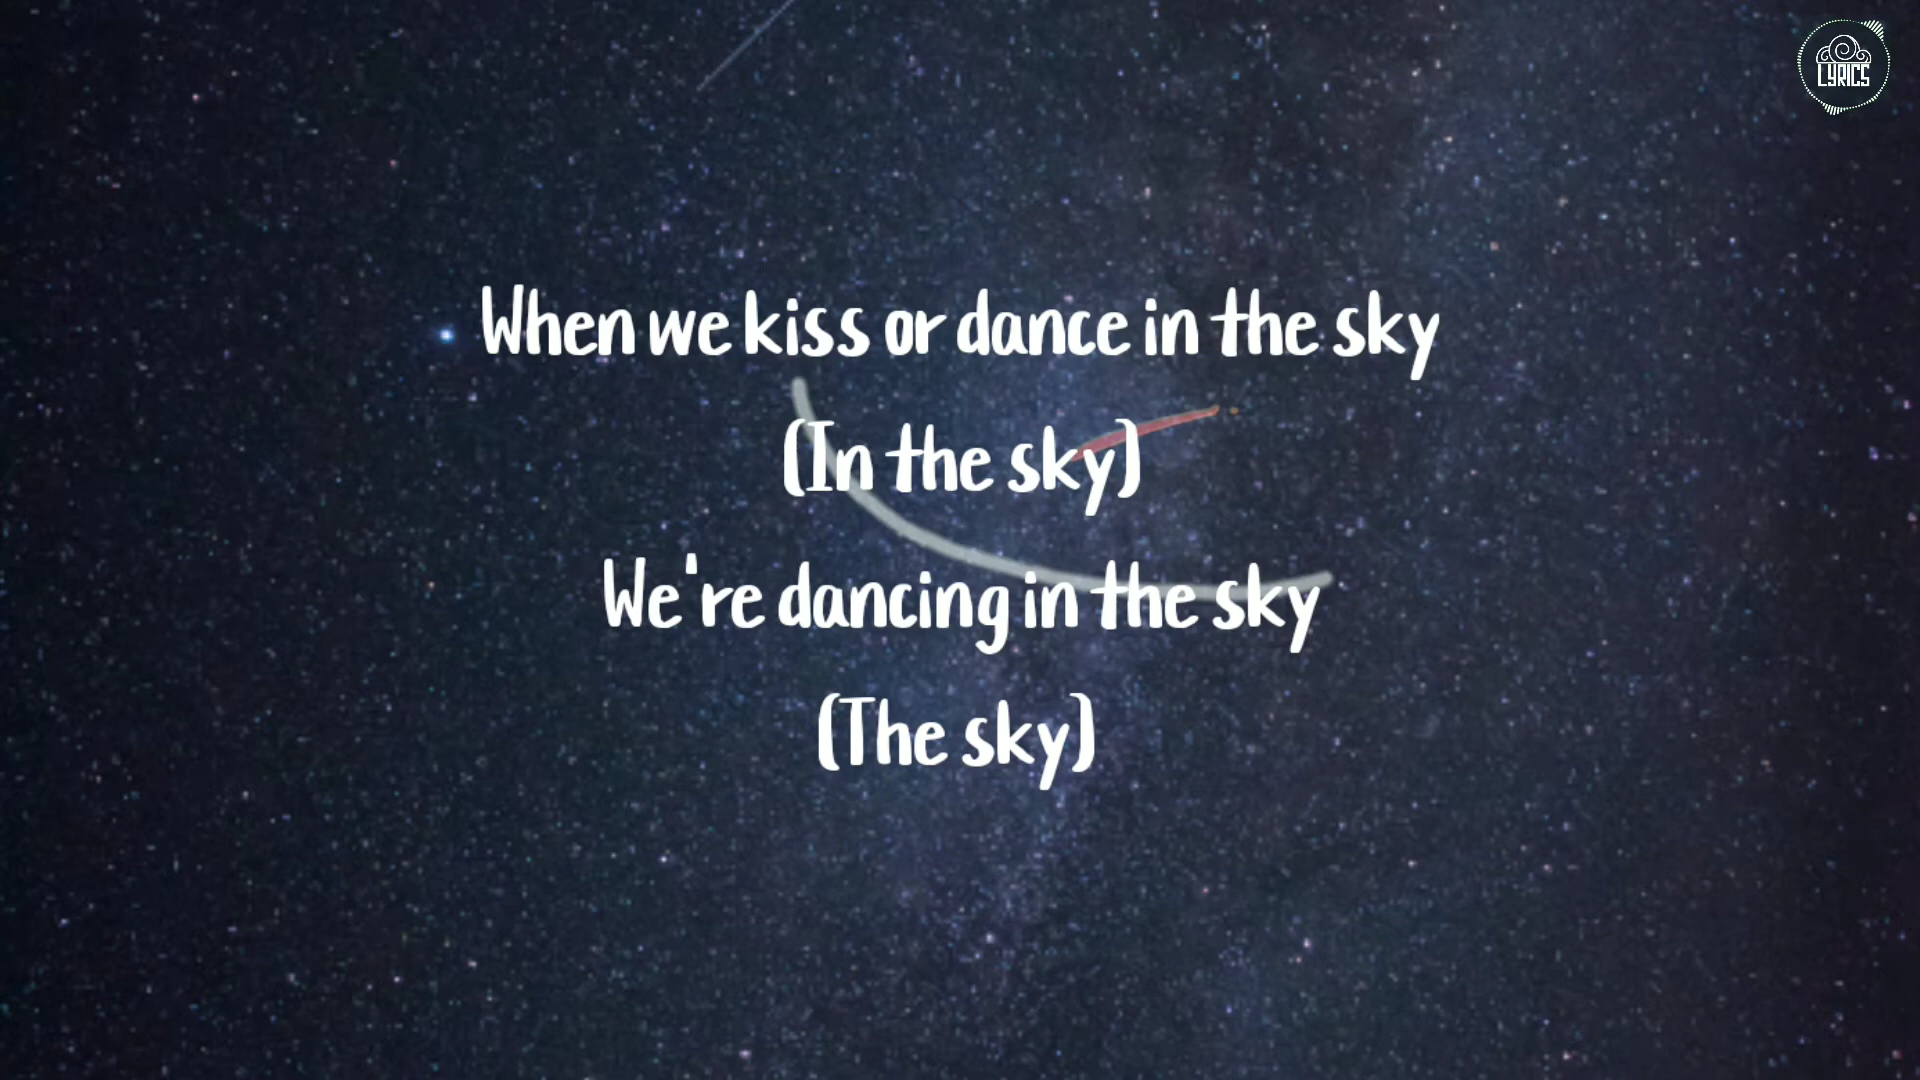 LYRICS
When we kiss or dance in the sky
(In the sky)
We're dancing in the sky
(The sky)